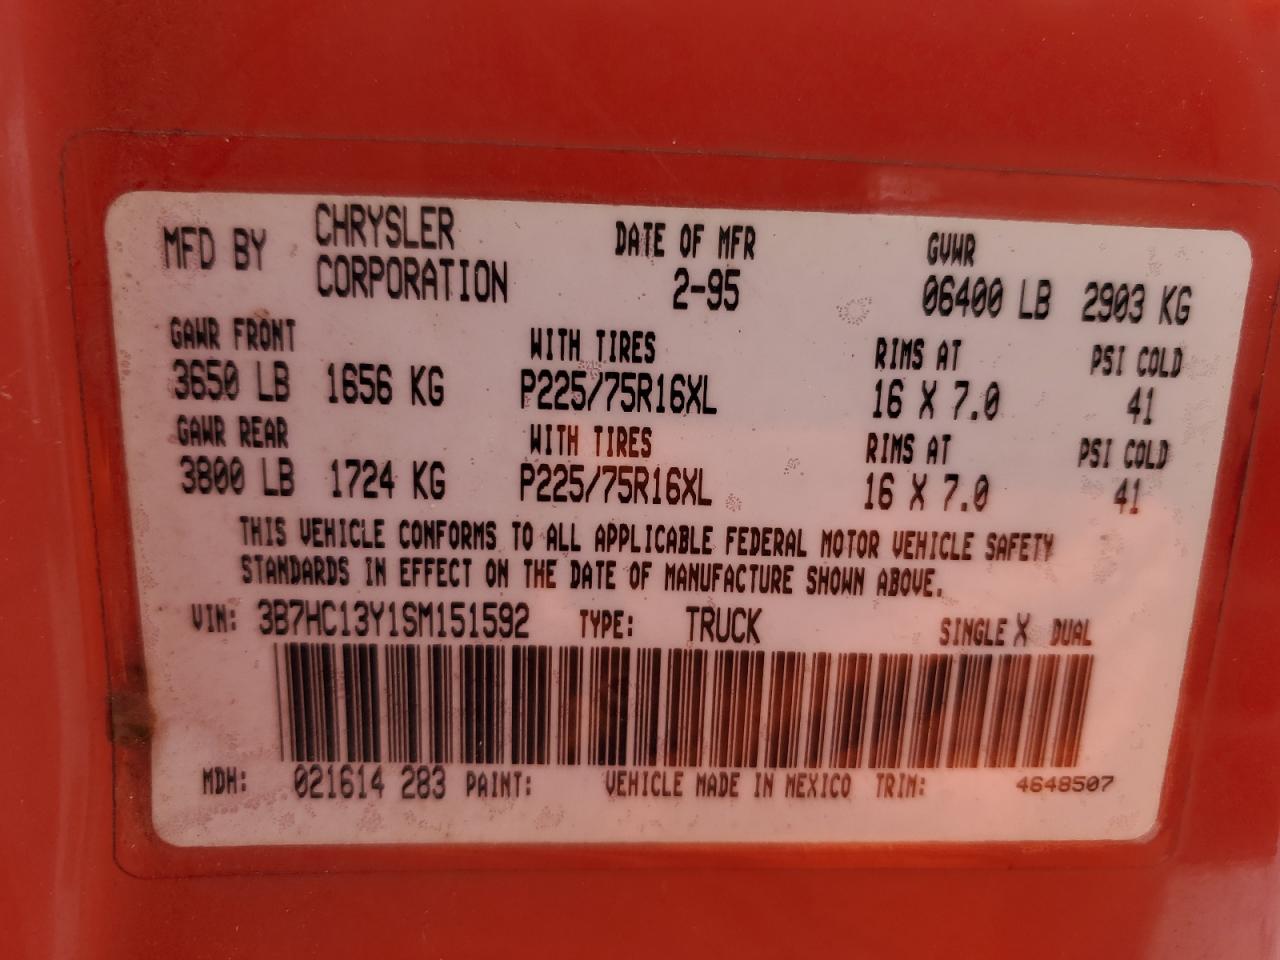 MFD BY CHRYSLER CORPORATION DATE OF MFR 2-95 GVWR 06400 LB 2903 KG
GAWR FRONT WITH TIRES RIMS AT PSI COLD
3650 LB 1656 KG P225/75R16XL 16 X 7.0 41
GAWR REAR WITH TIRES RIMS AT PSI COLD
3800 LB 1724 KG P225/75R16XL 16 X 7.0 41
THIS VEHICLE CONFORMS TO ALL APPLICABLE FEDERAL MOTOR VEHICLE SAFETY
STANDARDS IN EFFECT ON THE DATE OF MANUFACTURE SHOWN ABOVE.
VIN: 3B7HC13Y1SM151592 TYPE: TRUCK SINGLE X DUAL
MDH: 021614 283 PAINT: VEHICLE MADE IN MEXICO TRIM: 4648507